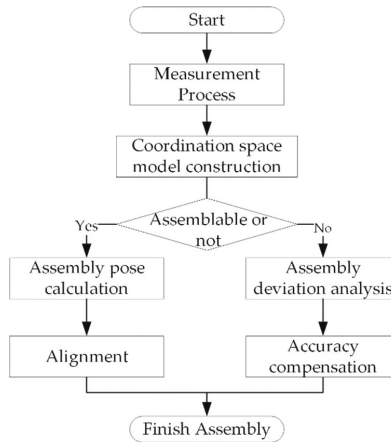 Start
Measurement
Process
Coordination space
model construction
Assemblable or
not
Yes
No
Assembly pose
calculation
Assembly
deviation analysis
Alignment
Accuracy
compensation
Finish Assembly